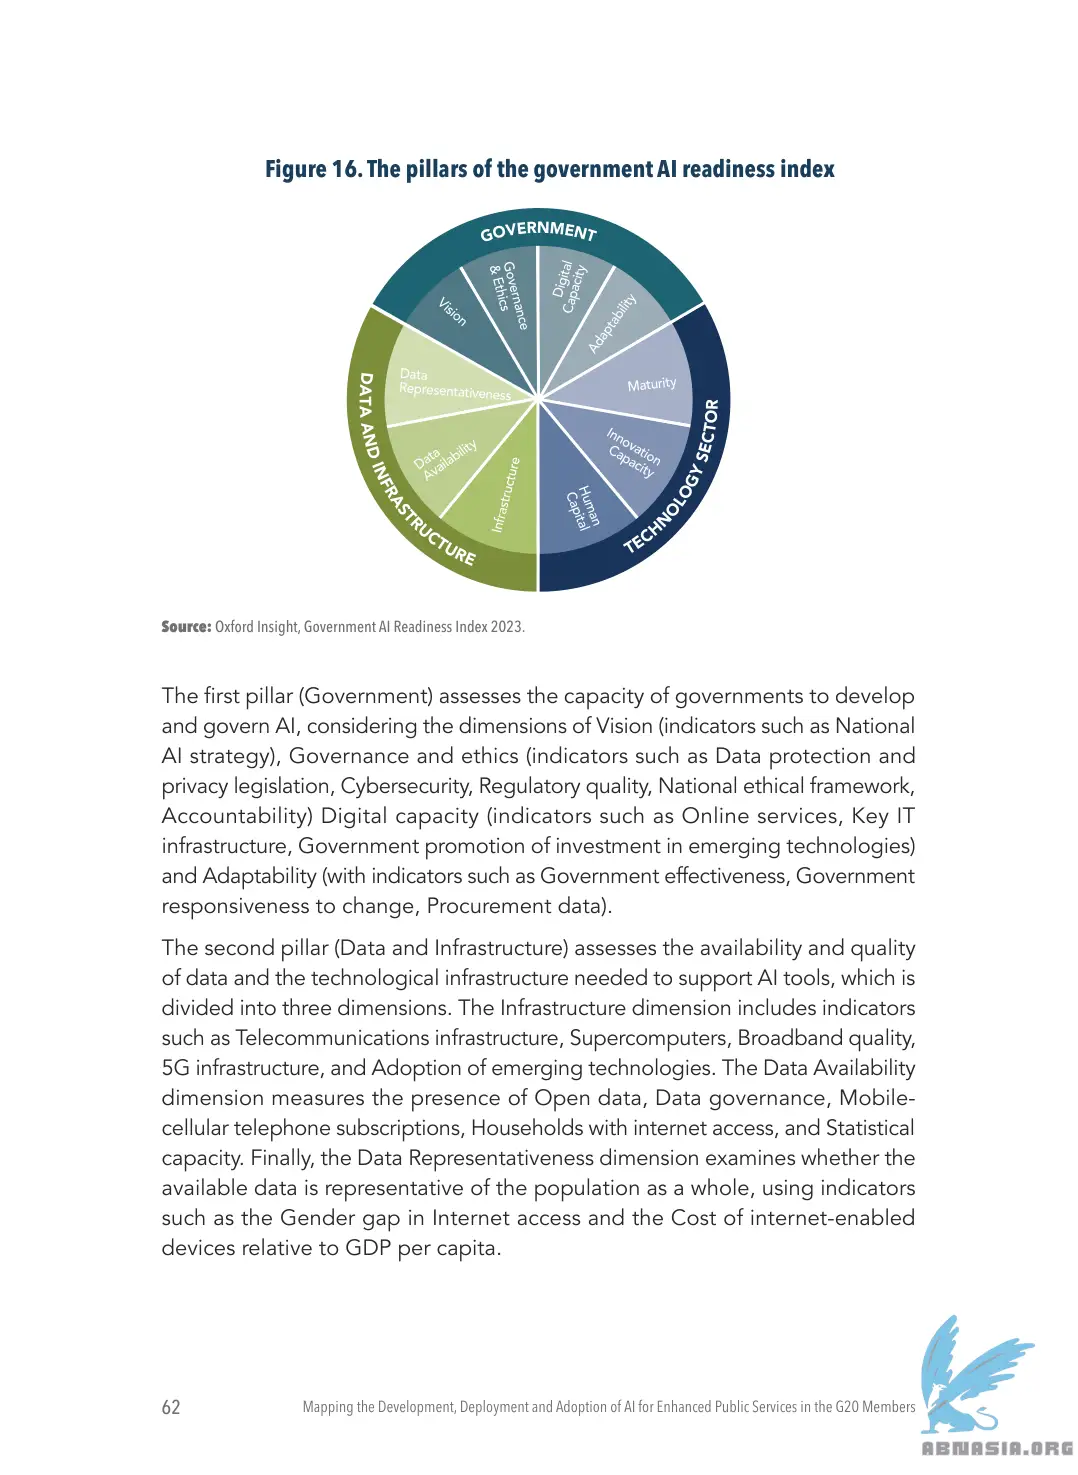 Figure 16. The pillars of the government AI readiness index
GOVERNMENT
Vision
Governance
& Ethics
Digital
Capacity
Adaptability
TECHNOLOGY SECTOR
Maturity
Innovation
Capacity
Human
Capital
DATA AND INFRASTRUCTURE
Data
Representativeness
Data
Availability
Infrastructure
Source: Oxford Insight, Government AI Readiness Index 2023.
The first pillar (Government) assesses the capacity of governments to develop
and govern AI, considering the dimensions of Vision (indicators such as National
AI strategy), Governance and ethics (indicators such as Data protection and
privacy legislation, Cybersecurity, Regulatory quality, National ethical framework,
Accountability) Digital capacity (indicators such as Online services, Key IT
infrastructure, Government promotion of investment in emerging technologies)
and Adaptability (with indicators such as Government effectiveness, Government
responsiveness to change, Procurement data).
The second pillar (Data and Infrastructure) assesses the availability and quality
of data and the technological infrastructure needed to support AI tools, which is
divided into three dimensions. The Infrastructure dimension includes indicators
such as Telecommunications infrastructure, Supercomputers, Broadband quality,
5G infrastructure, and Adoption of emerging technologies. The Data Availability
dimension measures the presence of Open data, Data governance, Mobile-
cellular telephone subscriptions, Households with internet access, and Statistical
capacity. Finally, the Data Representativeness dimension examines whether the
available data is representative of the population as a whole, using indicators
such as the Gender gap in Internet access and the Cost of internet-enabled
devices relative to GDP per capita.
62
Mapping the Development, Deployment and Adoption of AI for Enhanced Public Services in the G20 Members
ABNASIA.ORG